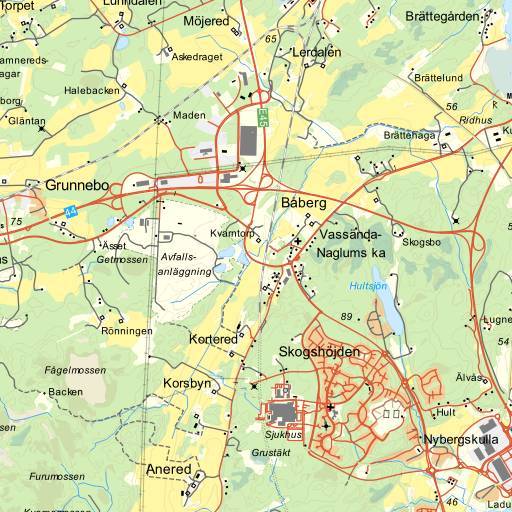 Torpet
Lunndalen
Möjered
65
Brättegården
Lerdalen
Askedraget
Brättelund
Halebacken
56
Ridhus
Gläntan
Maden
E45
Brättehaga
Grunnebo
44
Båberg
75
Kvarntorp
Vassända-
Naglums ka
Skogsbo
Åsset
Getmossen
Avfalls-
anläggning
Hultsjön
89
Rönningen
Kortered
Skogshöjden
Fågelmossen
Korsbyn
Älvås
Backen
Hult
Sjukhus
Nybergskulla
Grustäkt
Anered
Furumossen
46
Ladu